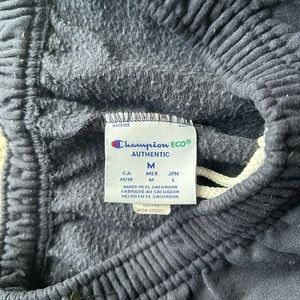 Champion ECO®
AUTHENTIC
M
CA MEX JPN
M/M M L
MADE IN EL SALVADOR
FABRIQUÉ AU SALVADOR
HECHO EN EL SALVADOR